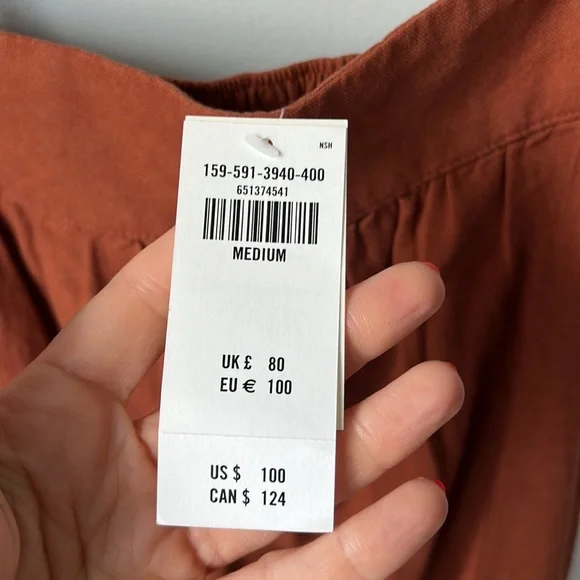 NSH
159-591-3940-400
651374541
MEDIUM
UK £ 80
EU € 100
US $ 100
CAN $ 124